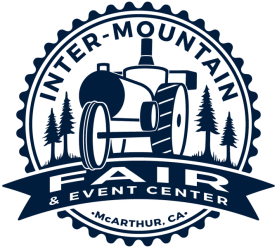 INTER-MOUNTAIN
FAIR
& EVENT CENTER
•McARTHUR, CA•